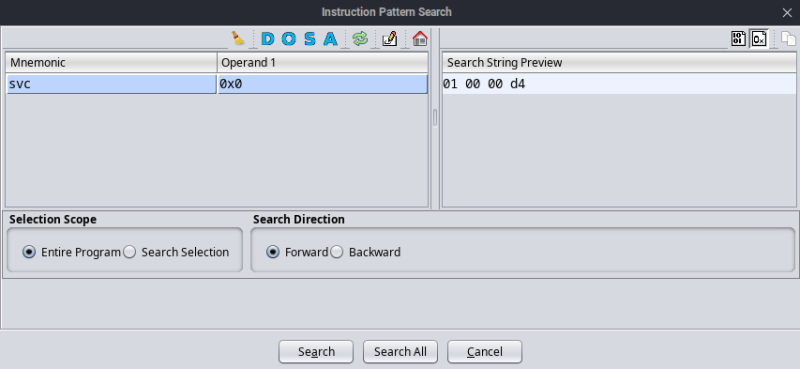 Instruction Pattern Search
D O S A
Mnemonic Operand 1 Search String Preview
svc 0x0 01 00 00 d4
Selection Scope Search Direction
Entire Program Search Selection Forward Backward
Search Search All Cancel